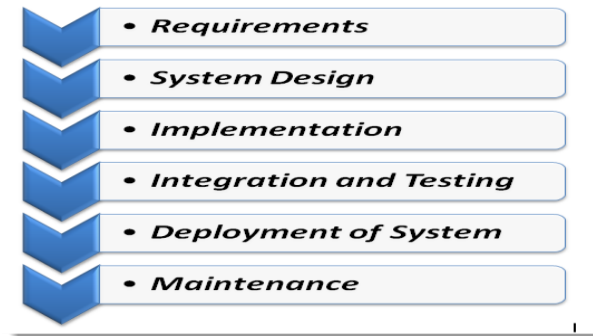 • Requirements
• System Design
• Implementation
• Integration and Testing
• Deployment of System
• Maintenance